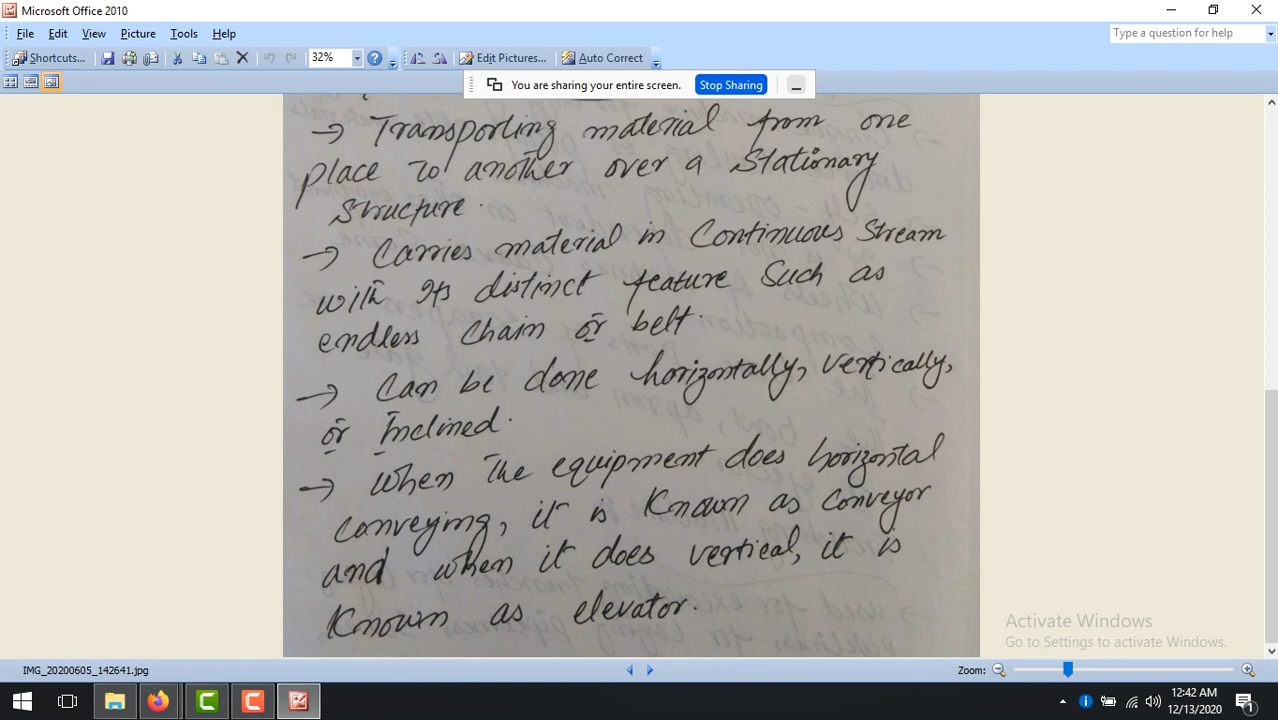 Microsoft Office 2010
File Edit View Picture Tools Help
Type a question for help
Shortcuts... 32% Edit Pictures... Auto Correct
You are sharing your entire screen. Stop Sharing
→ Transporting material from one
place to another over a stationary
structure.
→ Carries material in Continuous Stream
with its distinct feature Such as
endless chain or belt.
→ Can be done horizontally, vertically,
or Inclined.
→ When the equipment does horizontal
conveying, it is Known as conveyor
and when it does vertical, it is
Known as elevator.
Activate Windows
Go to Settings to activate Windows.
IMG_20200605_142641.jpg
Zoom:
12:42 AM
12/13/2020
1